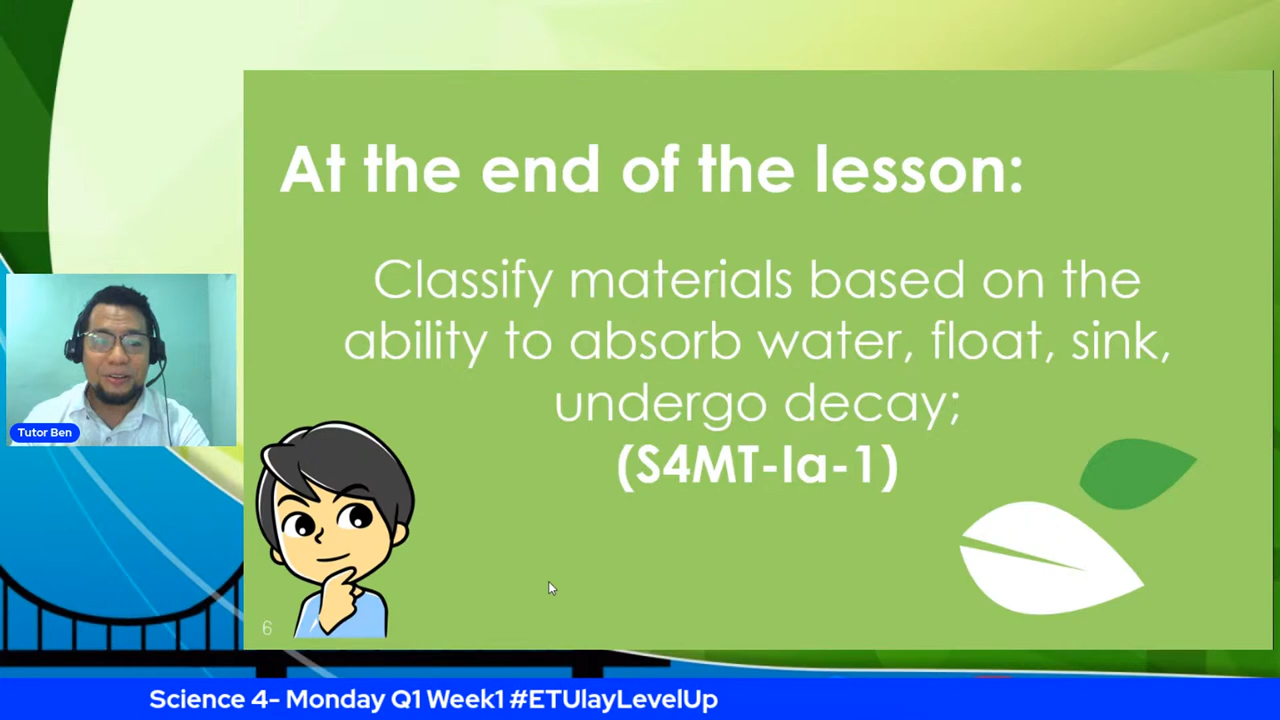 At the end of the lesson:
Classify materials based on the
ability to absorb water, float, sink,
undergo decay;
(S4MT-Ia-1)
Tutor Ben
6
Science 4- Monday Q1 Week1 #ETUlayLevelUp